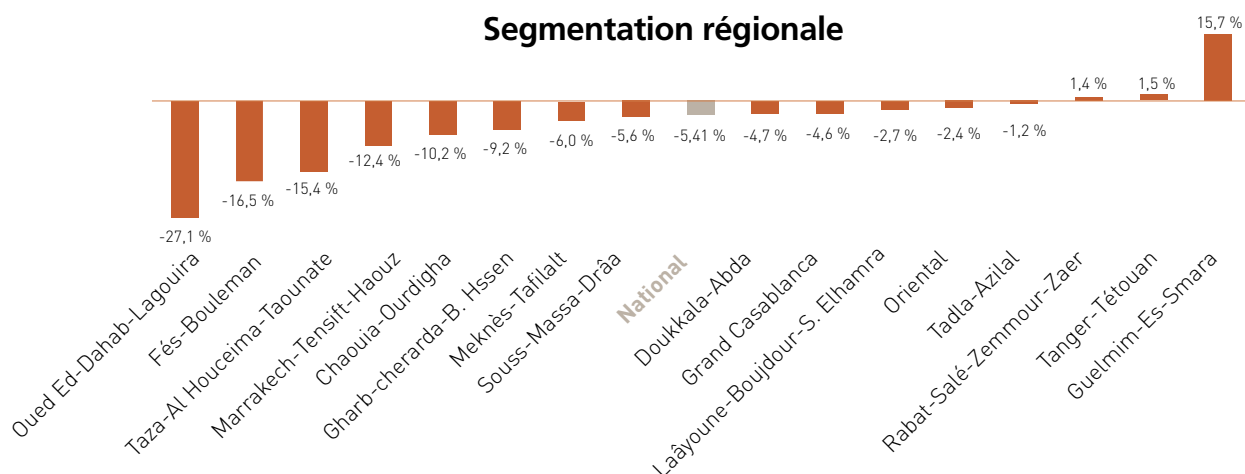 Segmentation régionale
15,7 %
1,4 %
1,5 %
-27,1 %
-16,5 %
-15,4 %
-12,4 %
-10,2 %
-9,2 %
-6,0 %
-5,6 %
-5,41 %
-4,7 %
-4,6 %
-2,7 %
-2,4 %
-1,2 %
Oued Ed-Dahab-Lagouira
Fés-Bouleman
Taza-Al Houceima-Taounate
Marrakech-Tensift-Haouz
Chaouia-Ourdigha
Gharb-cherarda-B. Hssen
Meknès-Tafilalt
Souss-Massa-Drâa
National
Doukkala-Abda
Grand Casablanca
Laâyoune-Boujdour-S. Elhamra
Oriental
Tadla-Azilal
Rabat-Salé-Zemmour-Zaer
Tanger-Tétouan
Guelmim-Es-Smara